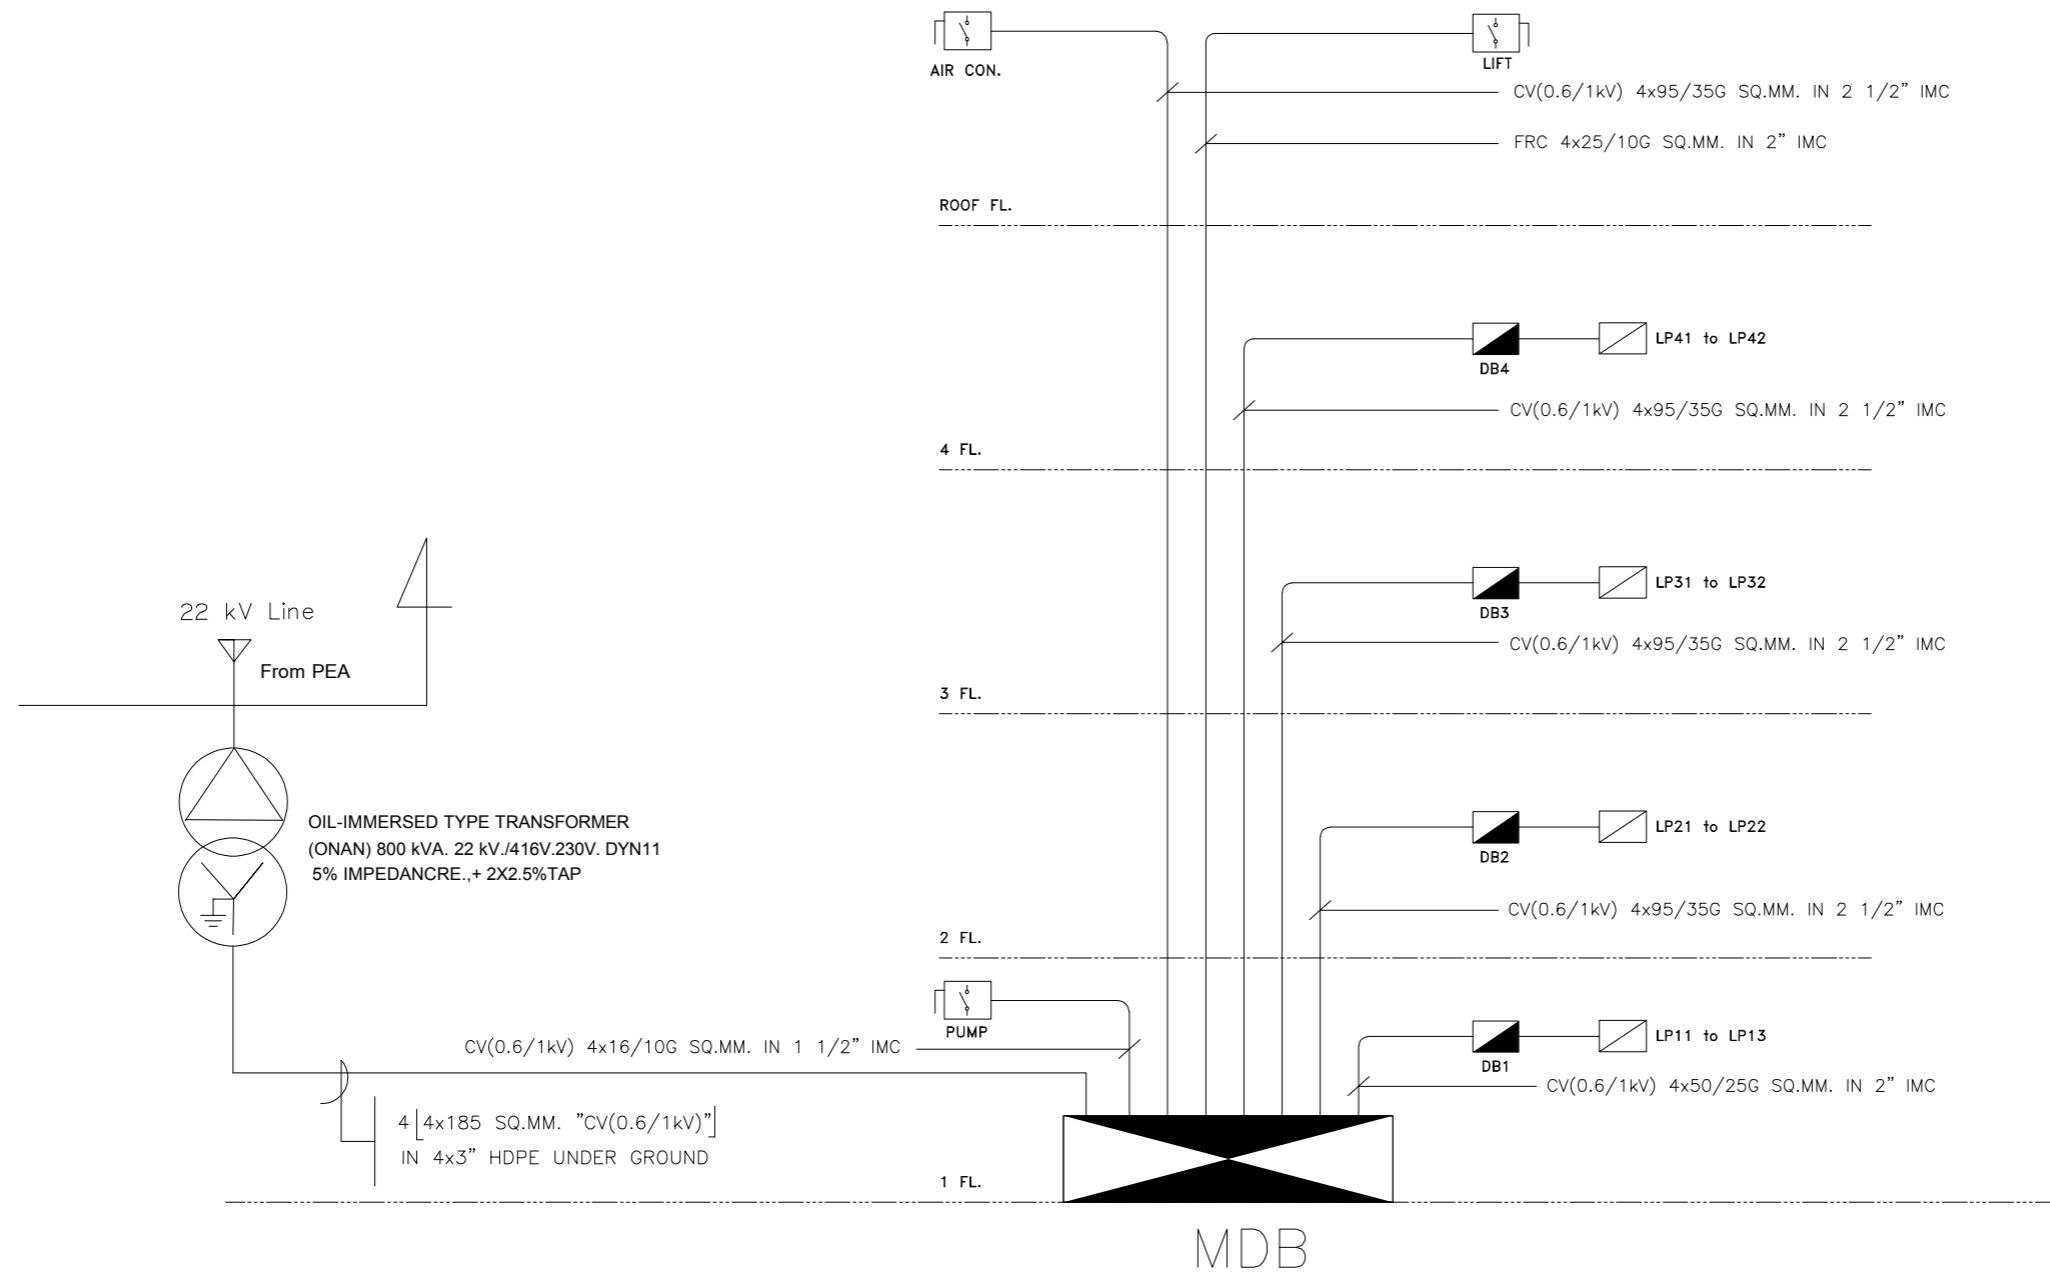 AIR CON.
LIFT
CV(0.6/1kV) 4x95/35G SQ.MM. IN 2 1/2" IMC
FRC 4x25/10G SQ.MM. IN 2" IMC
ROOF FL.
LP41 to LP42
DB4
CV(0.6/1kV) 4x95/35G SQ.MM. IN 2 1/2" IMC
4 FL.
LP31 to LP32
DB3
22 kV Line
CV(0.6/1kV) 4x95/35G SQ.MM. IN 2 1/2" IMC
From PEA
3 FL.
OIL-IMMERSED TYPE TRANSFORMER
(ONAN) 800 kVA. 22 kV./416V.230V. DYN11
5% IMPEDANCRE.,+ 2X2.5%TAP
LP21 to LP22
DB2
CV(0.6/1kV) 4x95/35G SQ.MM. IN 2 1/2" IMC
2 FL.
PUMP
CV(0.6/1kV) 4x16/10G SQ.MM. IN 1 1/2" IMC
LP11 to LP13
DB1
CV(0.6/1kV) 4x50/25G SQ.MM. IN 2" IMC
4[4x185 SQ.MM. "CV(0.6/1kV)"]
IN 4x3" HDPE UNDER GROUND
1 FL.
MDB